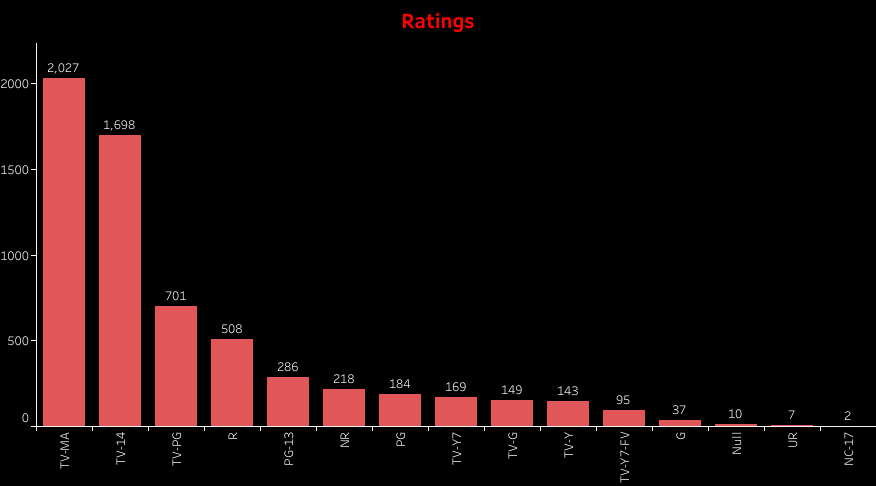 Ratings
2000
1500
1000
500
0
2,027
1,698
701
508
286
218
184
169
149
143
95
37
10
7
2
TV-MA
TV-14
TV-PG
R
PG-13
NR
PG
TV-Y7
TV-G
TV-Y
TV-Y7-FV
G
Null
UR
NC-17